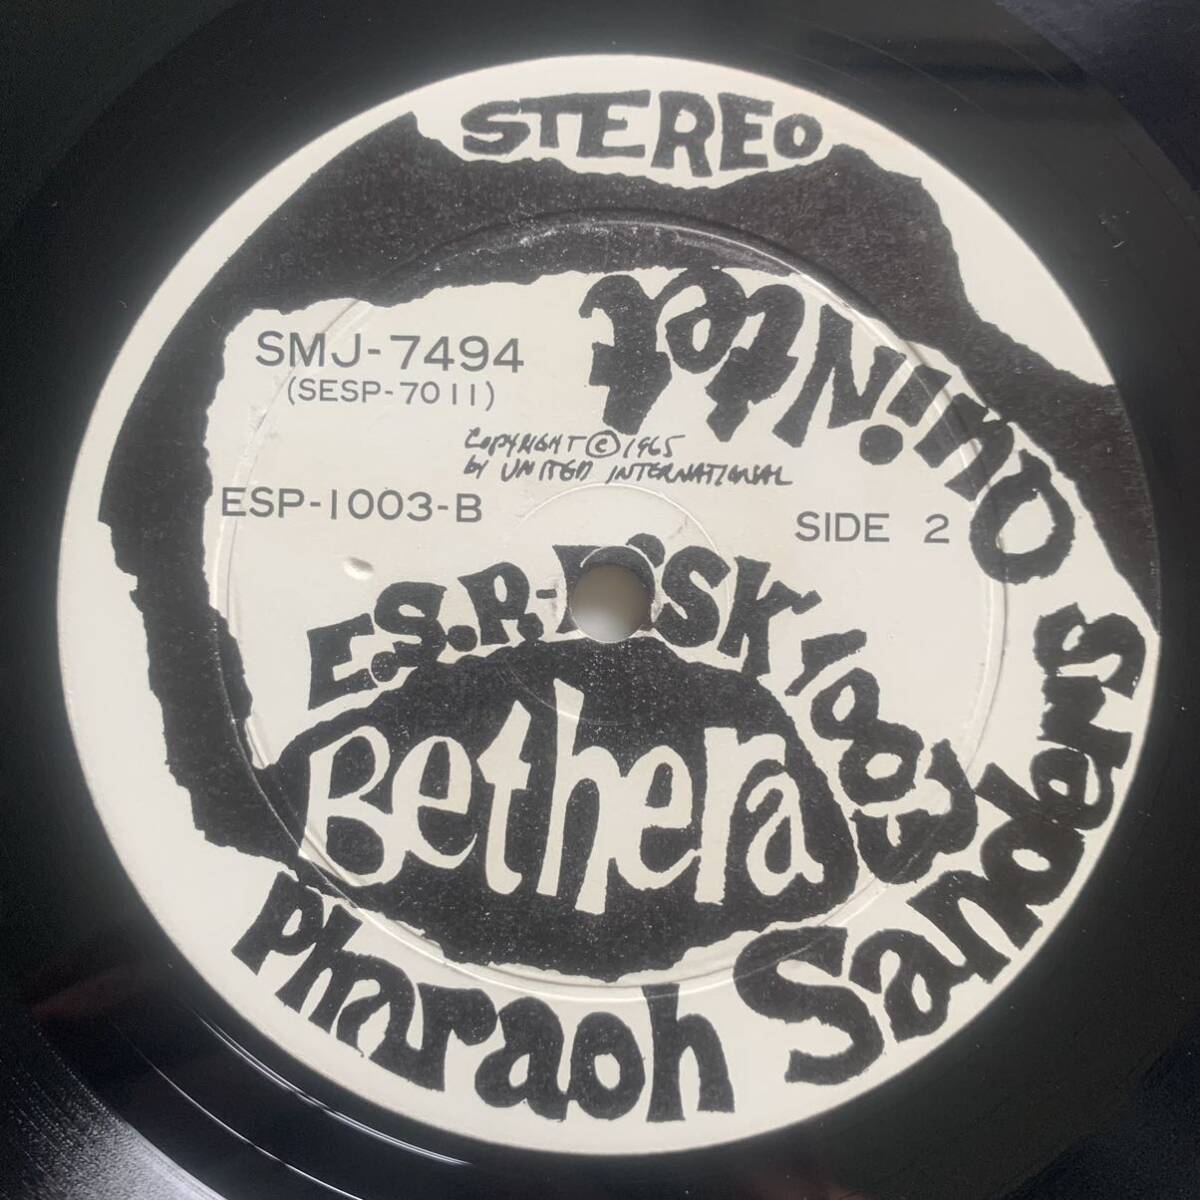 STEREO
SMJ-7494
(SESP-7011)
COPYRIGHT © 1965
by UNITED INTERNATIONAL
ESP-1003-B
SIDE 2
E.S.P.-DISK' 1003
Bethera
Pharaoh Sanders QuiNtet